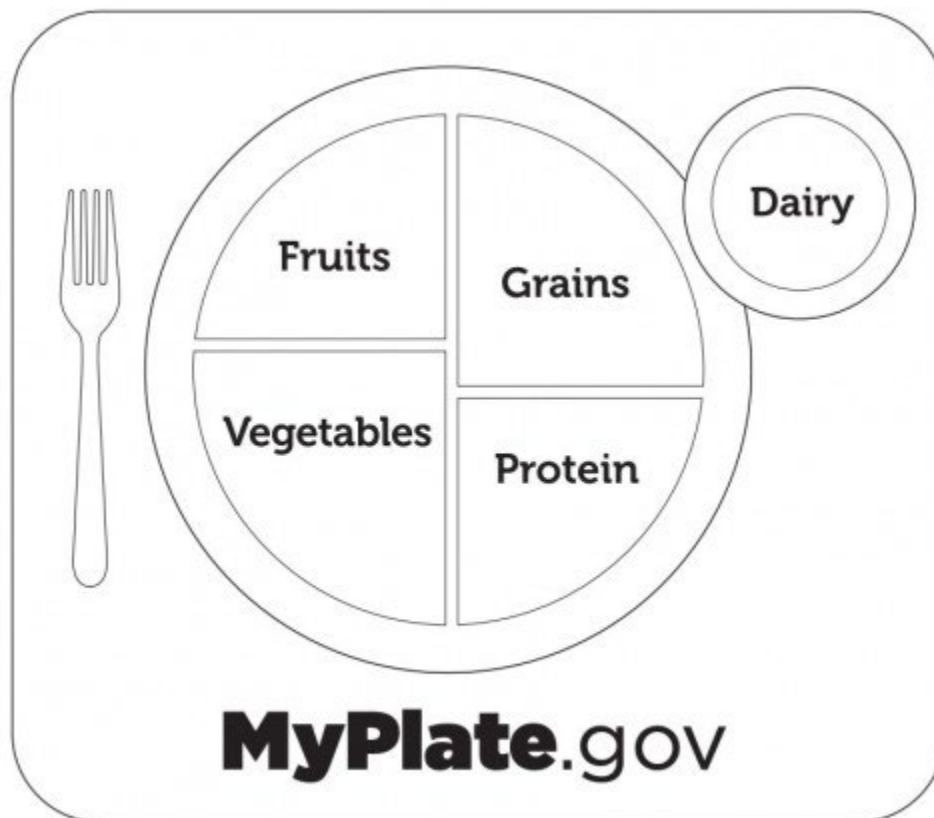 Fruits
Grains
Dairy
Vegetables
Protein
MyPlate.gov